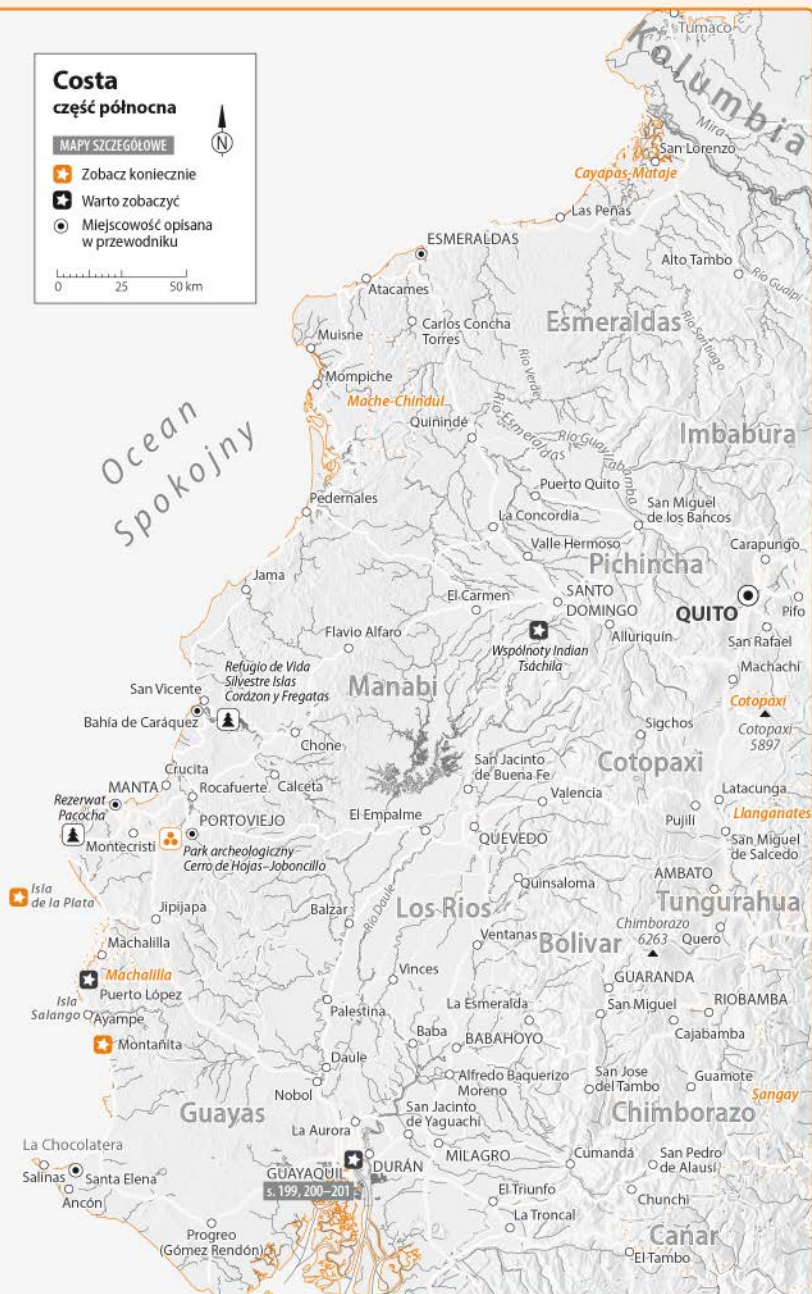 Costa
część północna
N
MAPY SZCZEGÓŁOWE
Zobacz koniecznie
Warto zobaczyć
Miejscowość opisana
w przewodniku
0 25 50 km
Tumaco
Kolumbia
Mira
San Lorenzo
Cayapas-Mataje
Las Peñas
ESMERALDAS
Alto Tambo
Río Guaipi
Atacames
Carlos Concha
Torres
Esmeraldas
Río Santiago
Muisne
Río Verde
Mompiche
Mache-Chindul
Ocean
Spokojny
Quinindé
Río Esmeraldas
Río Guayllabamba
Imbabura
Puerto Quito
San Miguel
de los Bancos
Pedernales
La Concordia
Valle Hermoso
Carapungo
Pichincha
Jama
El Carmen
SANTO
DOMINGO
QUITO
Pifo
Alluriquín
San Rafael
Flavio Alfaro
Wspólnoty Indian
Tsáchila
Machachi
Refugio de Vida
Silvestre Islas
Corázon y Fregatas
Manabi
San Vicente
Bahía de Caráquez
Cotopaxi
Cotopaxi
5897
Sigchos
Chone
Cotopaxi
San Jacinto
de Buena Fe
Crucita
MANTA
Rocafuerte
Calceta
Valencia
Latacunga
Rezerwat
Pacocha
PORTOVIEJO
El Empalme
Pujilí
Llanganates
Montecristi
Park archeologiczny
Cerro de Hojas–Joboncillo
QUEVEDO
San Miguel
de Salcedo
Isla
de la Plata
Quinsaloma
AMBATO
Jipijapa
Balzar
Río Daule
Los Rios
Tungurahua
Chimborazo
6263
Quero
Machalilla
Ventanas
Bolivar
Machalilla
Puerto López
Vinces
GUARANDA
Isla
Salango
Ayampe
Palestina
La Esmeralda
San Miguel
RIOBAMBA
Cajabamba
Montañita
Baba
BABAHOYO
Daule
Nobol
Alfredo Baquerizo
Moreno
San Jose
del Tambo
Guamote
Sangay
Guayas
San Jacinto
de Yaguachi
Chimborazo
La Aurora
La Chocolatera
MILAGRO
Cumandá
San Pedro
de Alausí
Salinas
Santa Elena
GUAYAQUIL
DURÁN
s. 199, 200–201
Ancón
El Triunfo
Chunchi
La Troncal
Progreo
(Gómez Rendón)
Cañar
El Tambo